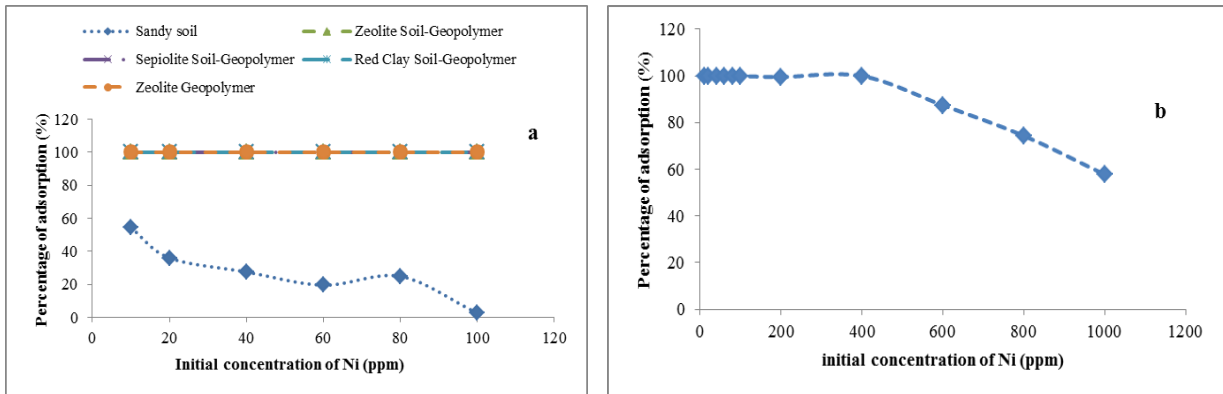 Sandy soil
Zeolite Soil-Geopolymer
Sepiolite Soil-Geopolymer
Red Clay Soil-Geopolymer
Zeolite Geopolymer
a
Percentage of adsorption (%)
120
100
80
60
40
20
0
0 20 40 60 80 100 120
Initial concentration of Ni (ppm)
b
Percentage of adsorption (%)
120
100
80
60
40
20
0
0 200 400 600 800 1000 1200
initial concentration of Ni (ppm)